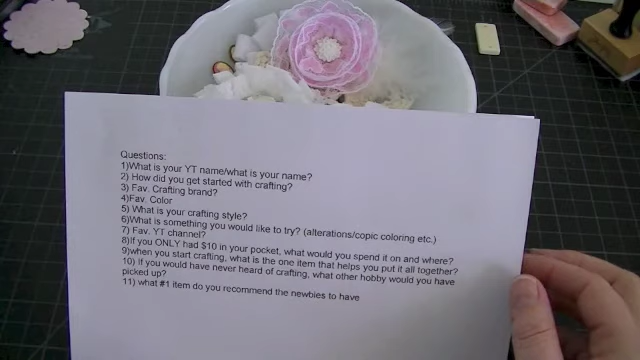 Questions:
1)What is your YT name/what is your name?
2) How did you get started with crafting?
3) Fav. Crafting brand?
4)Fav. Color
5) What is your crafting style?
6)What is something you would like to try? (alterations/copic coloring etc.)
7) Fav. YT channel?
8)If you ONLY had $10 in your pocket, what would you spend it on and where?
9)when you start crafting, what is the one item that helps you put it all together?
10) If you would have never heard of crafting, what other hobby would you have
picked up?
11) what #1 item do you recommend the newbies to have